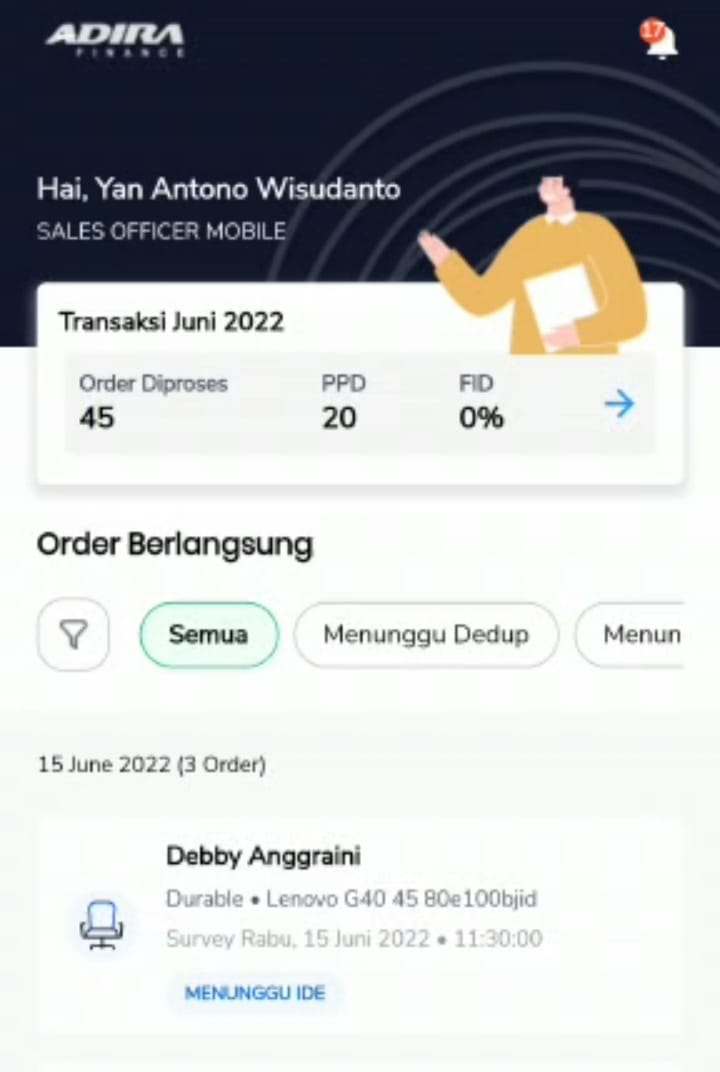 ADIRA
FINANCE
17
Hai, Yan Antono Wisudanto
SALES OFFICER MOBILE
Transaksi Juni 2022
Order Diproses PPD FID
45 20 0%
Order Berlangsung
Semua Menunggu Dedup Menun
15 June 2022 (3 Order)
Debby Anggraini
Durable • Lenovo G40 45 80e100bjid
Survey Rabu, 15 Juni 2022 • 11:30:00
MENUNGGU IDE